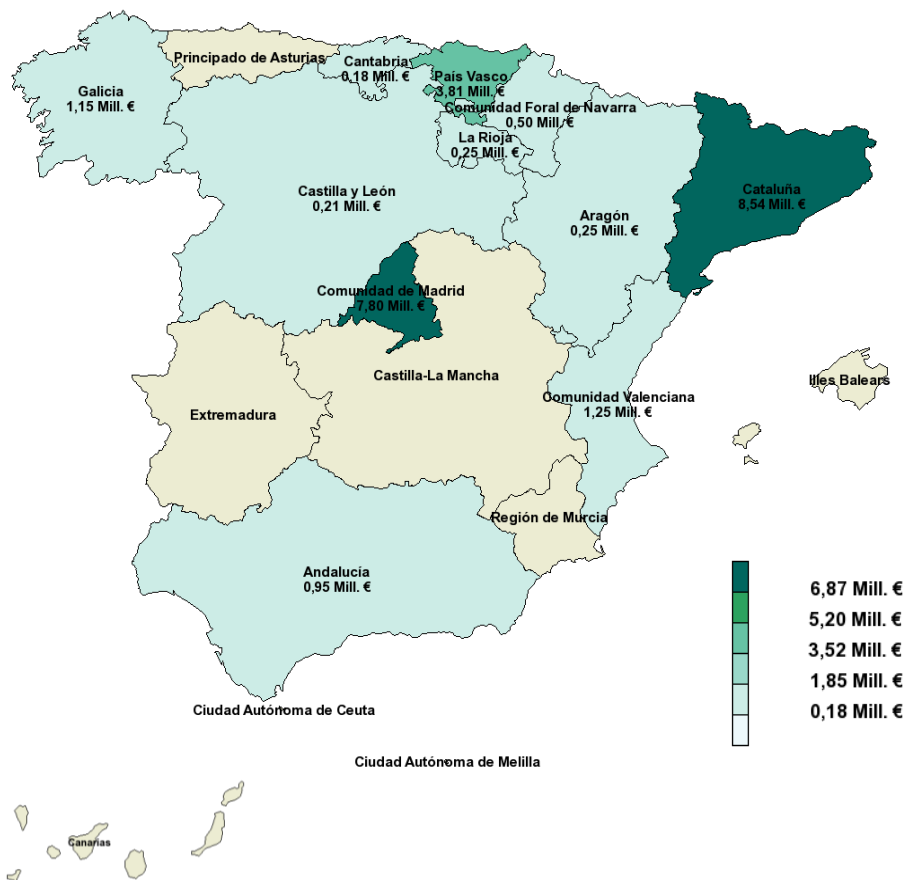 Principado de Asturias
Cantabria
0,18 Mill. €
País Vasco
3,81 Mill. €
Galicia
1,15 Mill. €
Comunidad Foral de Navarra
0,50 Mill. €
La Rioja
0,25 Mill. €
Castilla y León
0,21 Mill. €
Aragón
0,25 Mill. €
Cataluña
8,54 Mill. €
Comunidad de Madrid
7,80 Mill. €
Castilla-La Mancha
Illes Balears
Comunidad Valenciana
1,25 Mill. €
Extremadura
Región de Murcia
Andalucía
0,95 Mill. €
6,87 Mill. €
5,20 Mill. €
3,52 Mill. €
1,85 Mill. €
0,18 Mill. €
Ciudad Autónoma de Ceuta
Ciudad Autónoma de Melilla
Canarias